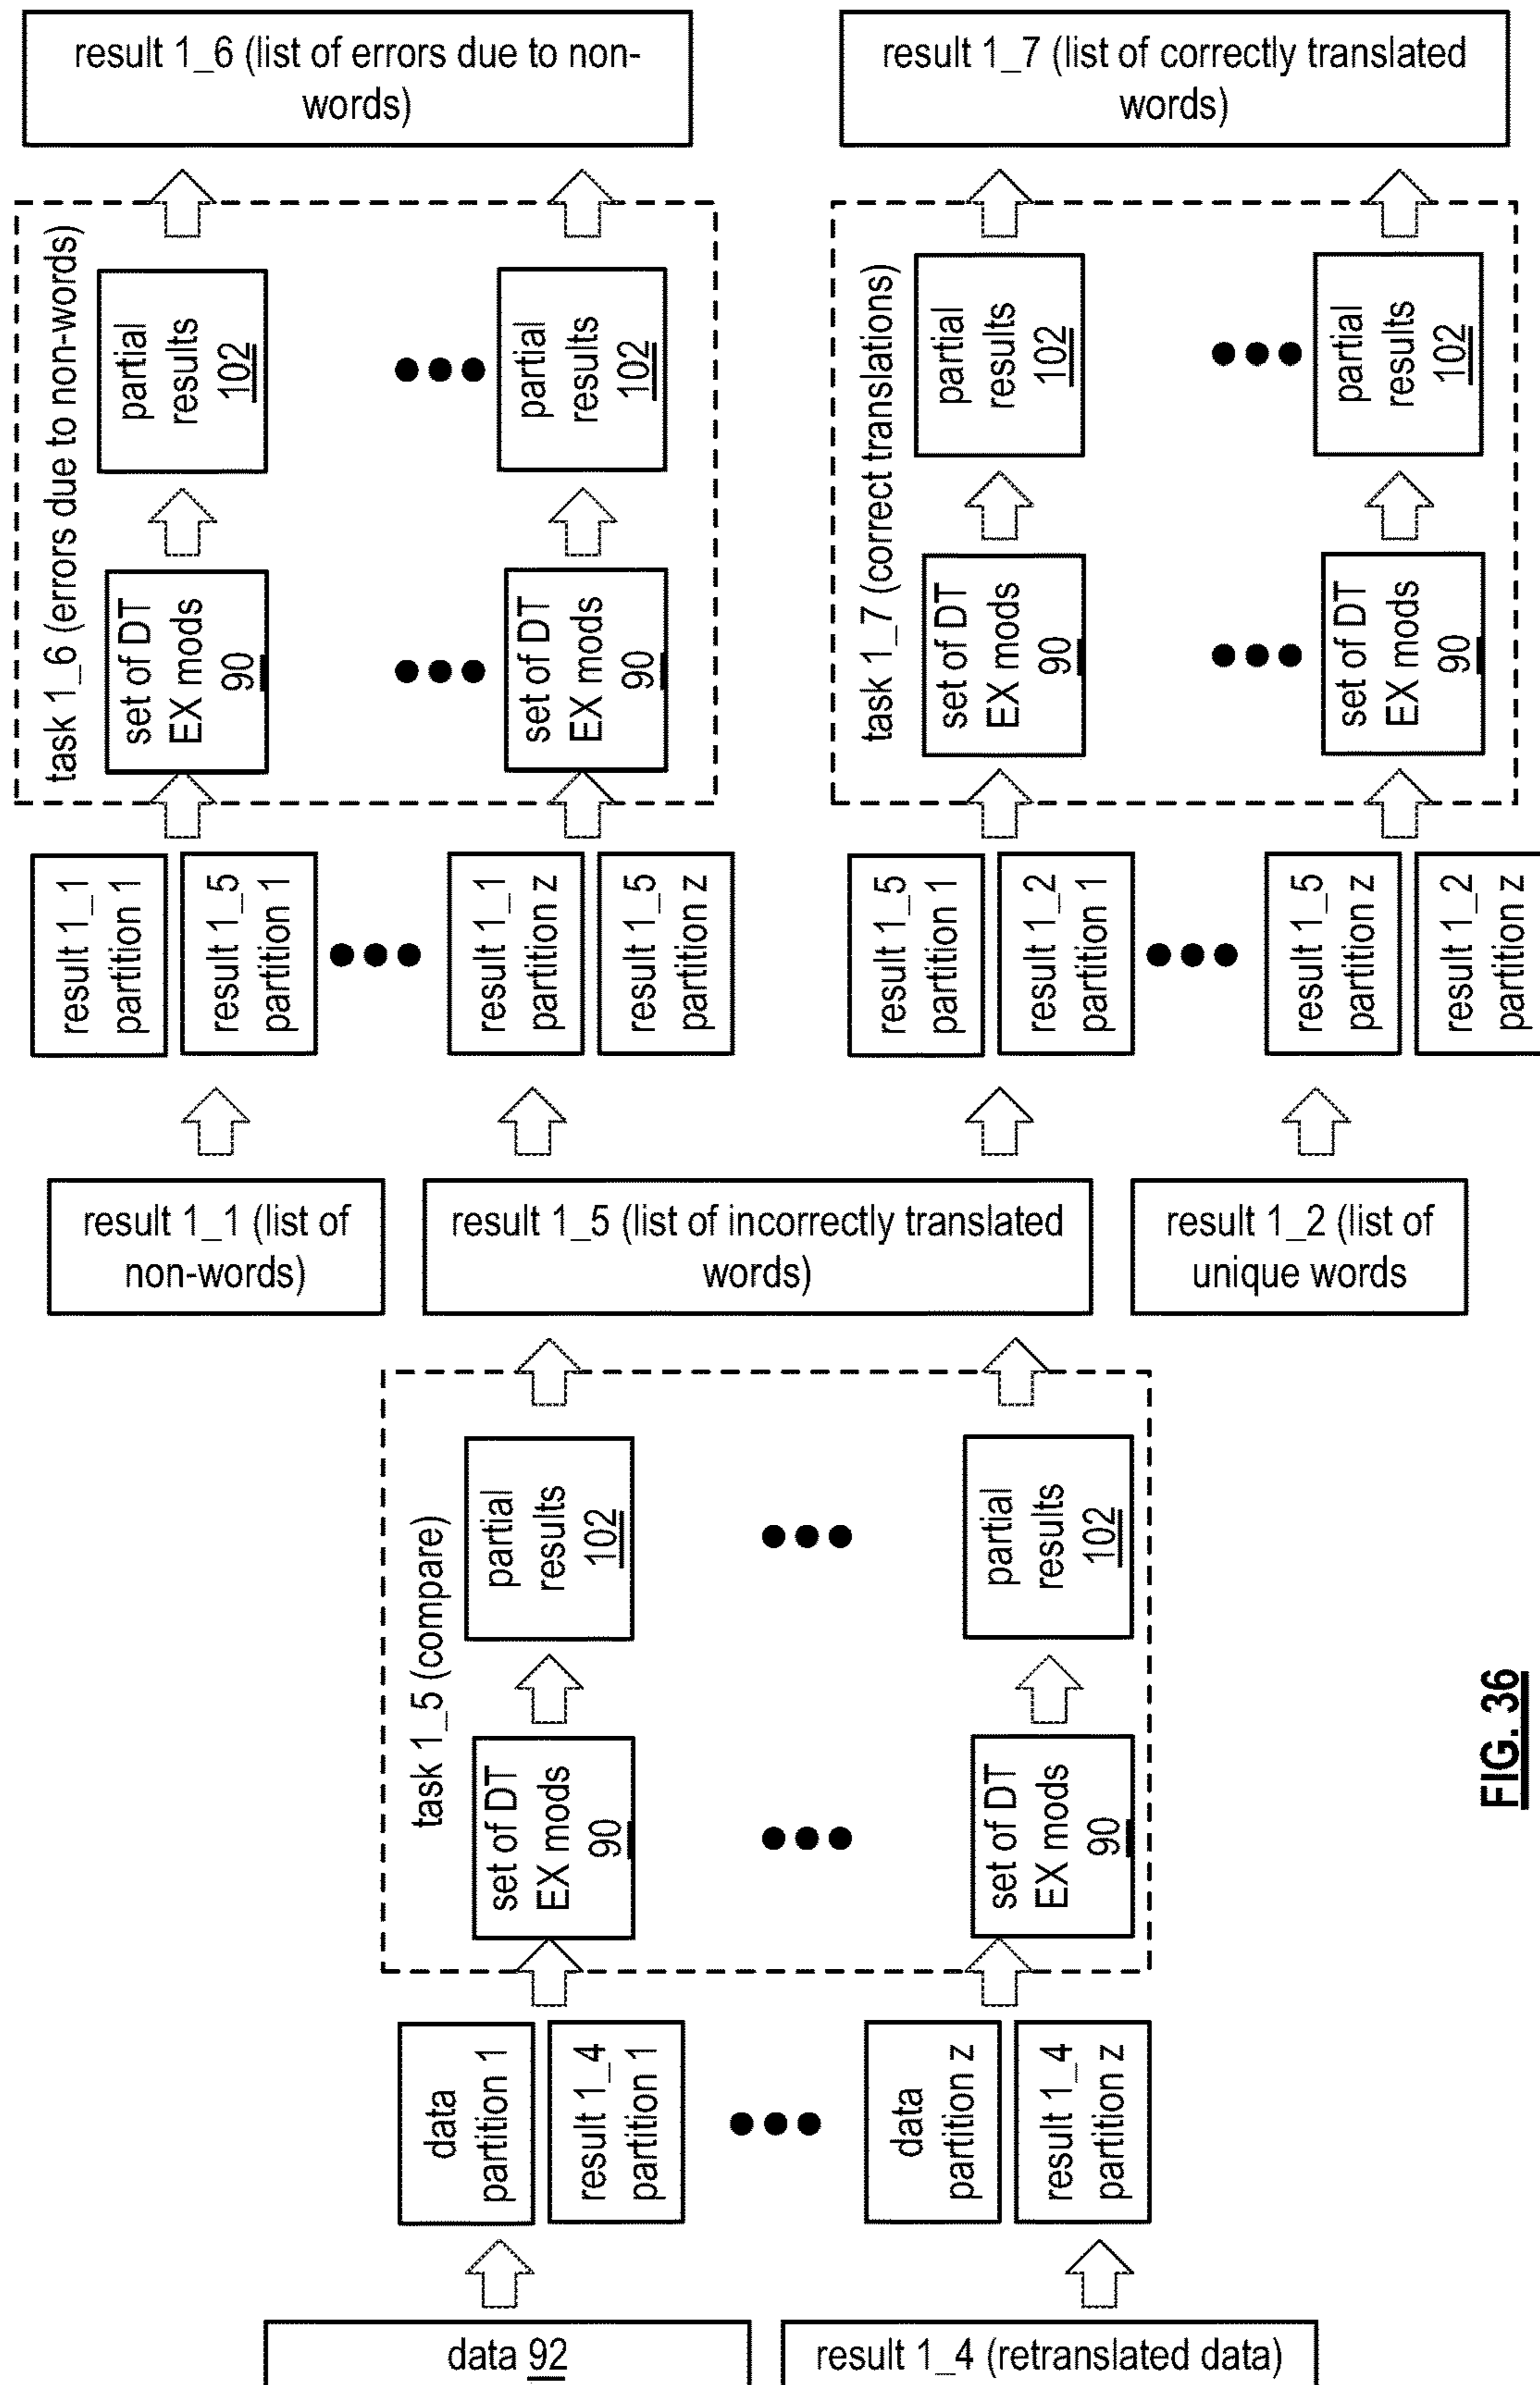 result 1_6 (list of errors due to non-
words)
result 1_7 (list of correctly translated
words)
task 1_6 (errors due to non-words)
partial
results
102
partial
results
102
set of DT
EX mods
90
set of DT
EX mods
90
task 1_7 (correct translations)
partial
results
102
partial
results
102
set of DT
EX mods
90
set of DT
EX mods
90
result 1_1
partition 1
result 1_5
partition 1
result 1_1
partition z
result 1_5
partition z
result 1_5
partition 1
result 1_2
partition 1
result 1_5
partition z
result 1_2
partition z
result 1_1 (list of
non-words)
result 1_5 (list of incorrectly translated
words)
result 1_2 (list of
unique words
task 1_5 (compare)
partial
results
102
partial
results
102
set of DT
EX mods
90
set of DT
EX mods
90
data
partition 1
result 1_4
partition 1
data
partition z
result 1_4
partition z
data 92
result 1_4 (retranslated data)
FIG. 36